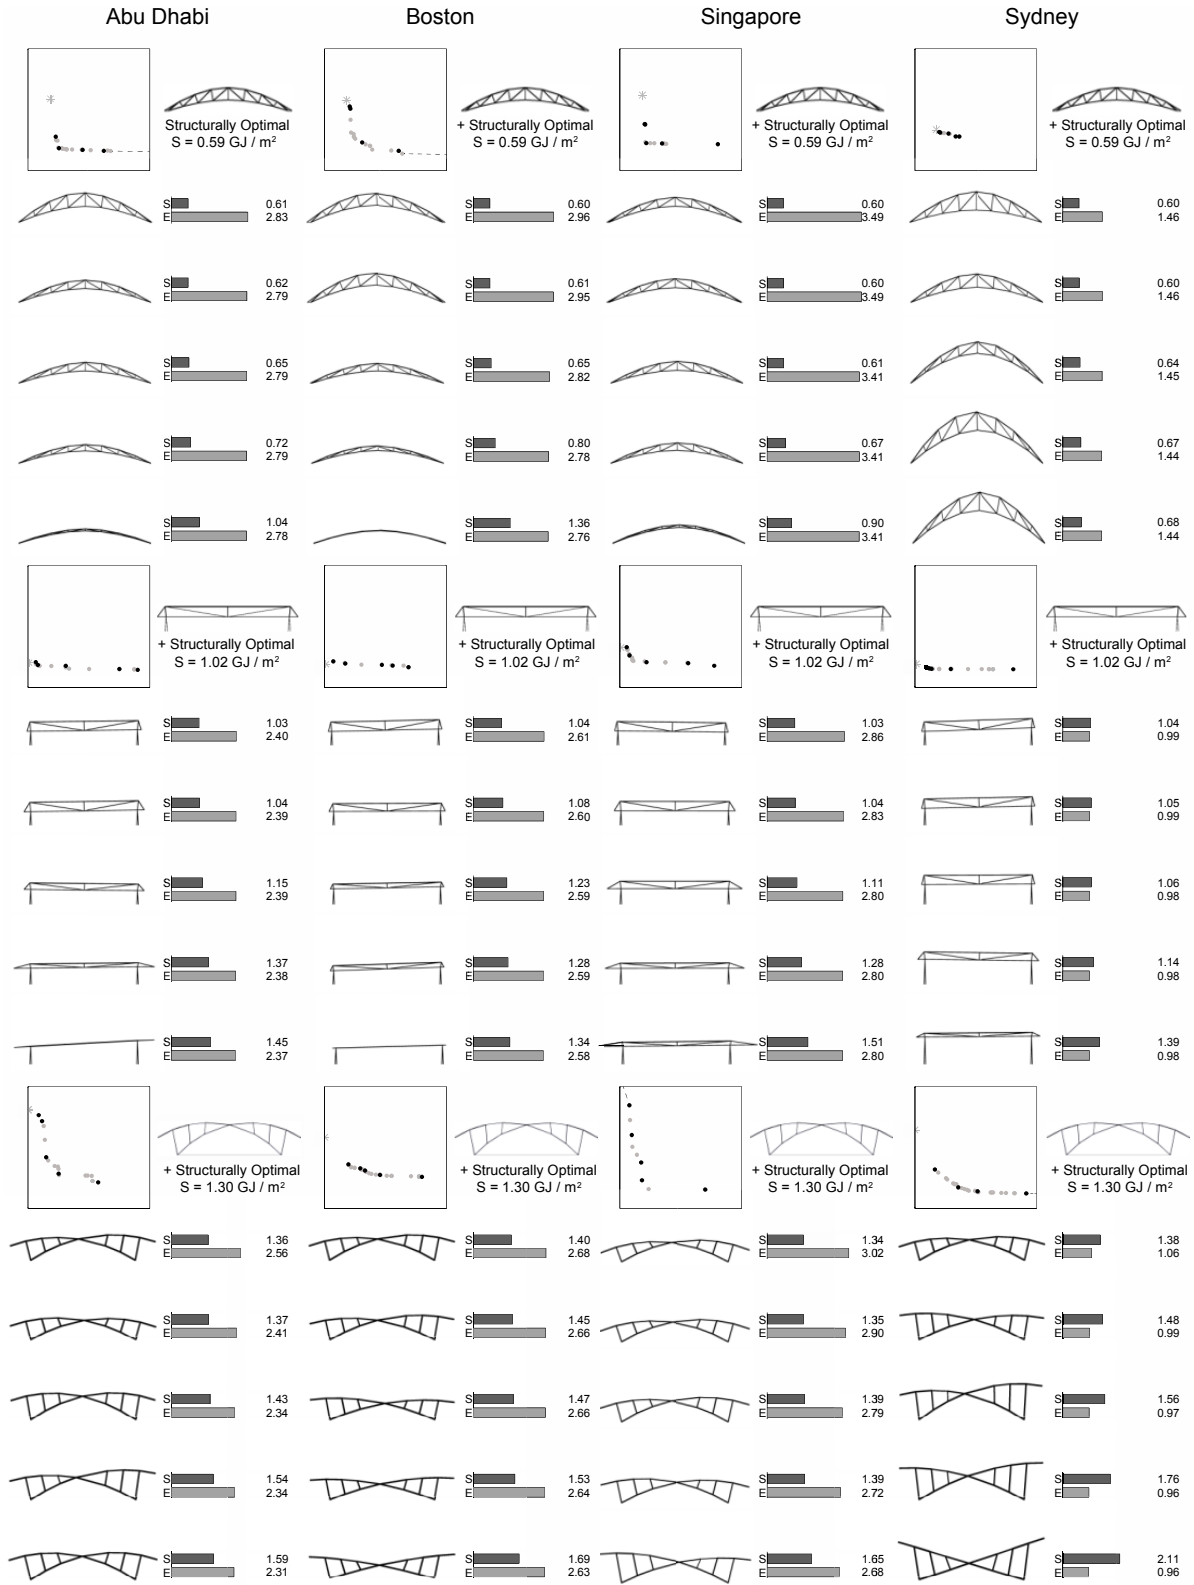 Abu Dhabi Boston Singapore Sydney
Structurally Optimal + Structurally Optimal + Structurally Optimal + Structurally Optimal
S = 0.59 GJ / m² S = 0.59 GJ / m² S = 0.59 GJ / m² S = 0.59 GJ / m²
S 0.61 S 0.60 S 0.60 S 0.60
E 2.83 E 2.96 E 3.49 E 1.46
S 0.62 S 0.61 S 0.60 S 0.60
E 2.79 E 2.95 E 3.49 E 1.46
S 0.65 S 0.65 S 0.61 S 0.64
E 2.79 E 2.82 E 3.41 E 1.45
S 0.72 S 0.80 S 0.67 S 0.67
E 2.79 E 2.78 E 3.41 E 1.44
S 1.04 S 1.36 S 0.90 S 0.68
E 2.78 E 2.76 E 3.41 E 1.44
+ Structurally Optimal + Structurally Optimal + Structurally Optimal + Structurally Optimal
S = 1.02 GJ / m² S = 1.02 GJ / m² S = 1.02 GJ / m² S = 1.02 GJ / m²
S 1.03 S 1.04 S 1.03 S 1.04
E 2.40 E 2.61 E 2.86 E 0.99
S 1.04 S 1.08 S 1.04 S 1.05
E 2.39 E 2.60 E 2.83 E 0.99
S 1.15 S 1.23 S 1.11 S 1.06
E 2.39 E 2.59 E 2.80 E 0.98
S 1.37 S 1.28 S 1.28 S 1.14
E 2.38 E 2.59 E 2.80 E 0.98
S 1.45 S 1.34 S 1.51 S 1.39
E 2.37 E 2.58 E 2.80 E 0.98
+ Structurally Optimal + Structurally Optimal + Structurally Optimal + Structurally Optimal
S = 1.30 GJ / m² S = 1.30 GJ / m² S = 1.30 GJ / m² S = 1.30 GJ / m²
S 1.36 S 1.40 S 1.34 S 1.38
E 2.56 E 2.68 E 3.02 E 1.06
S 1.37 S 1.45 S 1.35 S 1.48
E 2.41 E 2.66 E 2.90 E 0.99
S 1.43 S 1.47 S 1.39 S 1.56
E 2.34 E 2.66 E 2.79 E 0.97
S 1.54 S 1.53 S 1.39 S 1.76
E 2.34 E 2.64 E 2.72 E 0.96
S 1.59 S 1.69 S 1.65 S 2.11
E 2.31 E 2.63 E 2.68 E 0.96